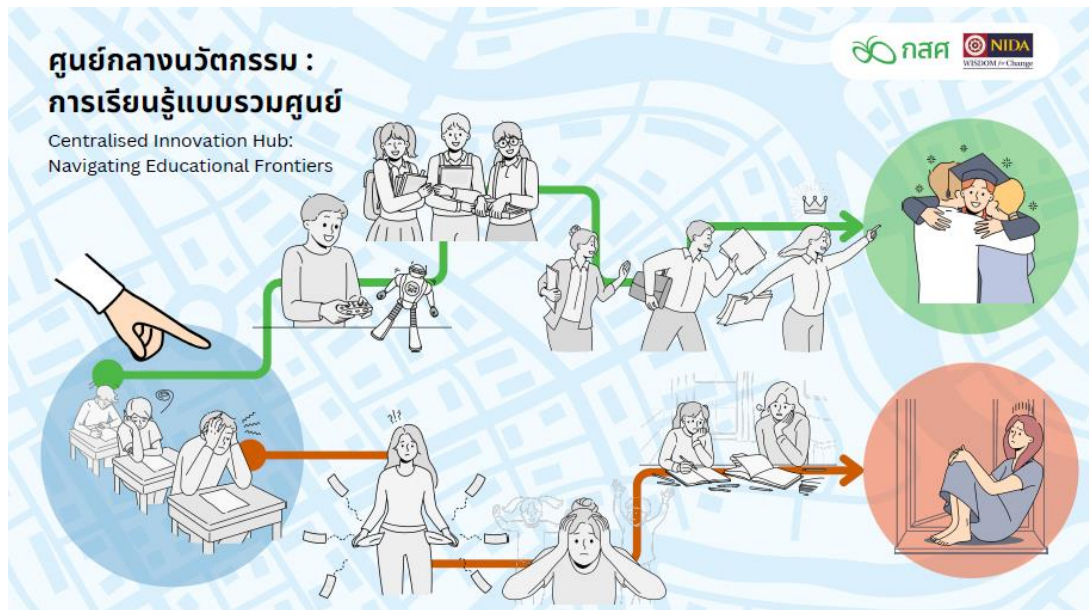 ศูนย์กลางนวัตกรรม :
การเรียนรู้แบบรวมศูนย์
Centralised Innovation Hub:
Navigating Educational Frontiers
กสศ
NIDA
WISDOM for Change
???